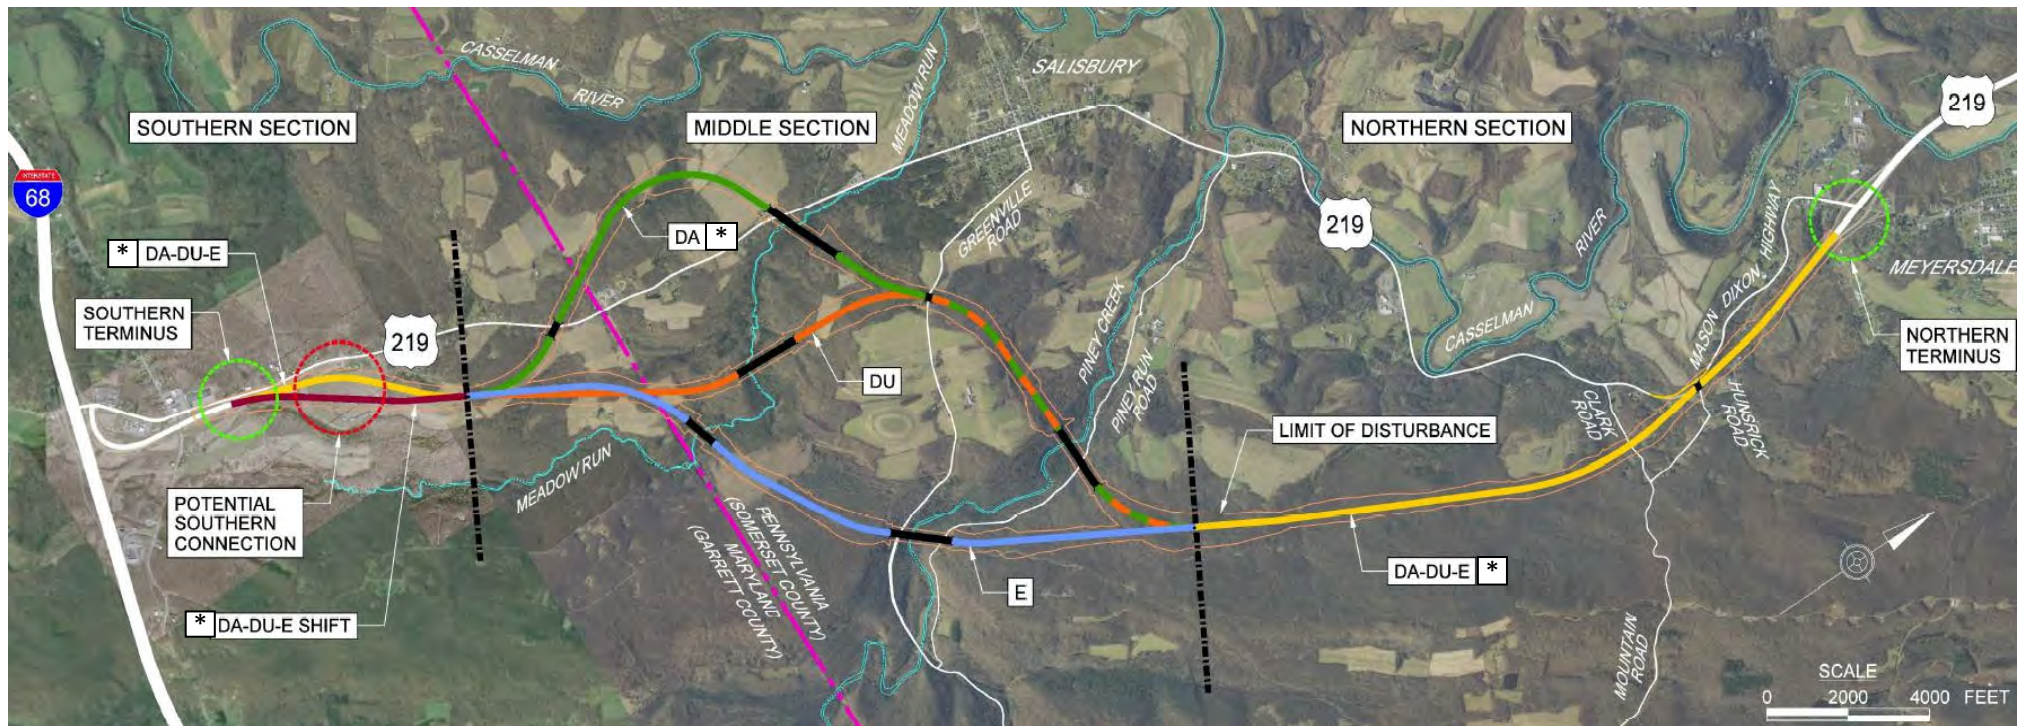 CASSELMAN
RIVER
MEADOW RUN
SALISBURY
219
SOUTHERN SECTION
MIDDLE SECTION
NORTHERN SECTION
INTERSTATE
68
* DA-DU-E
DA *
GREENVILLE
ROAD
219
RIVER
MASON DIXON HIGHWAY
MEYERSDALE
SOUTHERN
TERMINUS
219
PINEY CREEK
PINEY RUN
ROAD
CASSELMAN
NORTHERN
TERMINUS
DU
CLARK
ROAD
HUNSRICK
ROAD
LIMIT OF DISTURBANCE
POTENTIAL
SOUTHERN
CONNECTION
MEADOW RUN
PENNSYLVANIA
(SOMERSET COUNTY)
MARYLAND
(GARRETT COUNTY)
E
DA-DU-E *
* DA-DU-E SHIFT
MOUNTAIN
ROAD
SCALE
0 2000 4000 FEET